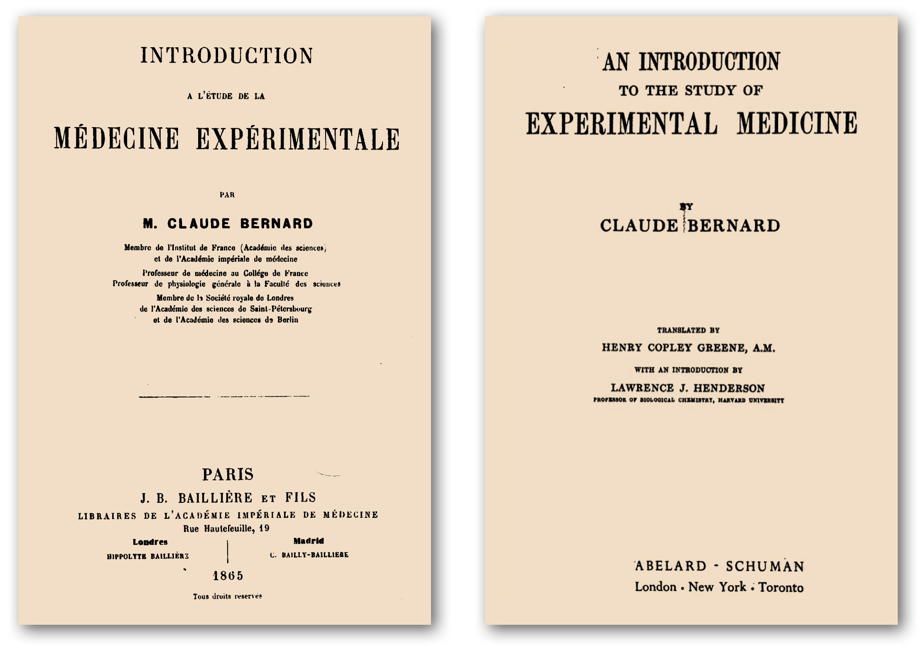 INTRODUCTION
A L'ÉTUDE DE LA
MÉDECINE EXPÉRIMENTALE
PAR
M. CLAUDE BERNARD
Membre de l'Institut de France (Académie des sciences)
et de l'Académie impériale de médecine
Professeur de médecine au Collége de France
Professeur de physiologie générale à la Faculté des sciences
Membre de la Société royale de Londres
de l'Académie des sciences de Saint-Pétersbourg
et de l'Académie des sciences de Berlin
PARIS
J. B. BAILLIÈRE ET FILS
LIBRAIRES DE L'ACADÉMIE IMPÉRIALE DE MÉDECINE
Rue Hautefeuille, 19
Londres
HIPPOLYTE BAILLIÈRE
Madrid
C. BAILLY-BAILLIERE
1865
Tous droits reserves
AN INTRODUCTION
TO THE STUDY OF
EXPERIMENTAL MEDICINE
BY
CLAUDE BERNARD
TRANSLATED BY
HENRY COPLEY GREENE, A.M.
WITH AN INTRODUCTION BY
LAWRENCE J. HENDERSON
PROFESSOR OF BIOLOGICAL CHEMISTRY, HARVARD UNIVERSITY
ABELARD - SCHUMAN
London • New York • Toronto